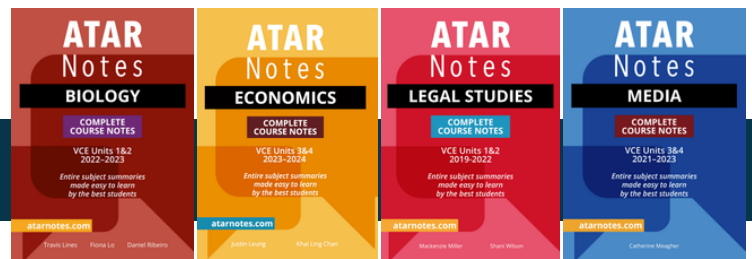 ATAR
Notes
BIOLOGY
COMPLETE
COURSE NOTES
VCE Units 1&2
2022–2023
Entire subject summaries
made easy to learn
by the best students
atarnotes.com
Travis Lines Fiona Lo Daniel Ribeiro
ATAR
Notes
ECONOMICS
COMPLETE
COURSE NOTES
VCE Units 3&4
2023–2024
Entire subject summaries
made easy to learn
by the best students
atarnotes.com
Justin Leung Khai Ling Chan
ATAR
Notes
LEGAL STUDIES
COMPLETE
COURSE NOTES
VCE Units 1&2
2019-2022
Entire subject summaries
made easy to learn
by the best students
atarnotes.com
Mackenzie Miller Shani Wilson
ATAR
Notes
MEDIA
COMPLETE
COURSE NOTES
VCE Units 3&4
2021–2023
Entire subject summaries
made easy to learn
by the best students
atarnotes.com
Catherine Meagher